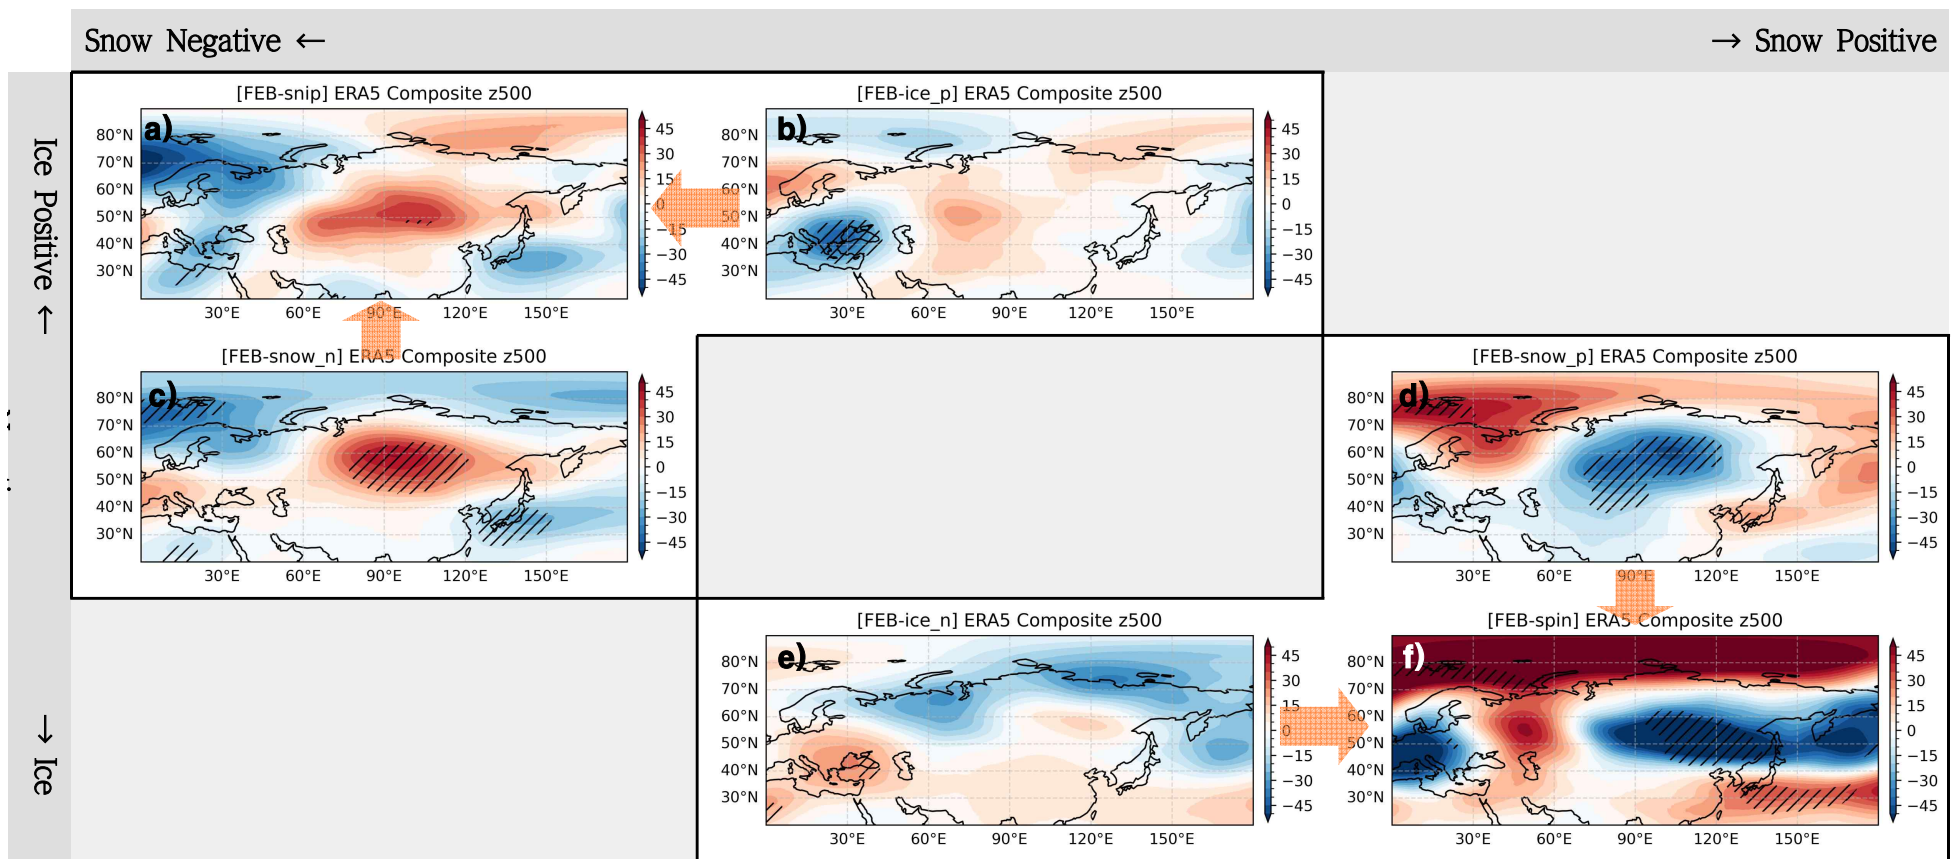 Snow Negative ←
→ Snow Positive
Ice Positive ←
→ Ice
[FEB-snip] ERA5 Composite z500
a)
80°N
70°N
60°N
50°N
40°N
30°N
30°E 60°E 90°E 120°E 150°E
45
30
15
0
−15
−30
−45
[FEB-ice_p] ERA5 Composite z500
b)
80°N
70°N
60°N
50°N
40°N
30°N
30°E 60°E 90°E 120°E 150°E
45
30
15
0
−15
−30
−45
[FEB-snow_n] ERA5 Composite z500
c)
80°N
70°N
60°N
50°N
40°N
30°N
30°E 60°E 90°E 120°E 150°E
45
30
15
0
−15
−30
−45
[FEB-snow_p] ERA5 Composite z500
d)
80°N
70°N
60°N
50°N
40°N
30°N
30°E 60°E 90°E 120°E 150°E
45
30
15
0
−15
−30
−45
[FEB-ice_n] ERA5 Composite z500
e)
80°N
70°N
60°N
50°N
40°N
30°N
30°E 60°E 90°E 120°E 150°E
45
30
15
0
−15
−30
−45
[FEB-spin] ERA5 Composite z500
f)
80°N
70°N
60°N
50°N
40°N
30°N
30°E 60°E 90°E 120°E 150°E
45
30
15
0
−15
−30
−45